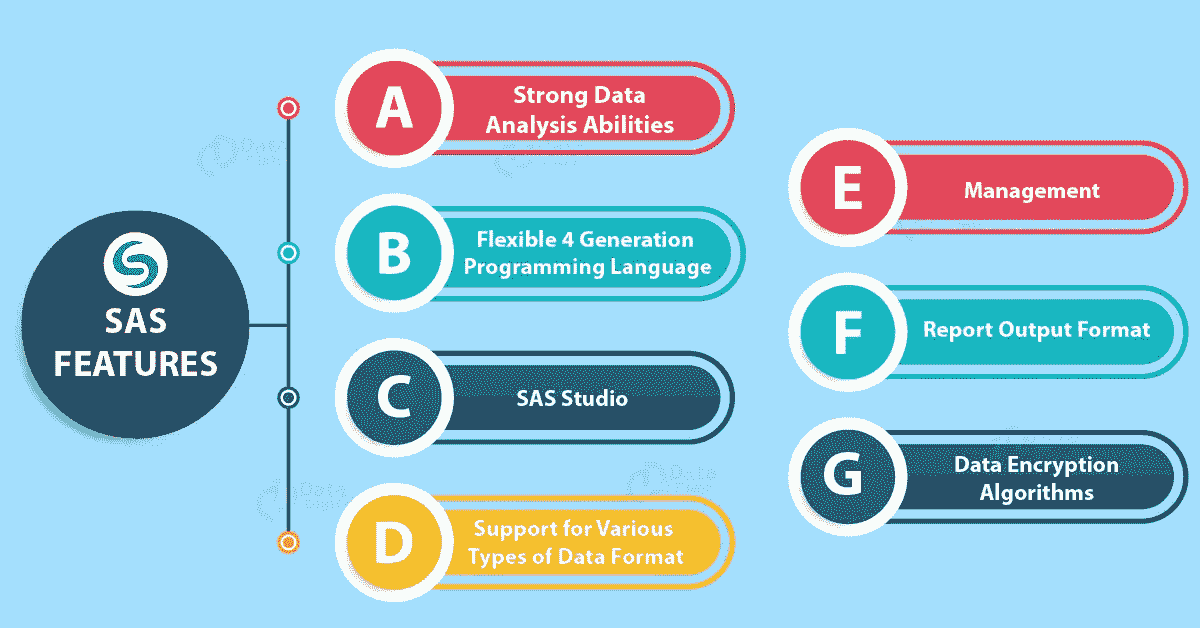 SAS
FEATURES
A
Strong Data
Analysis Abilities
B
Flexible 4 Generation
Programming Language
C
SAS Studio
D
Support for Various
Types of Data Format
E
Management
F
Report Output Format
G
Data Encryption
Algorithms